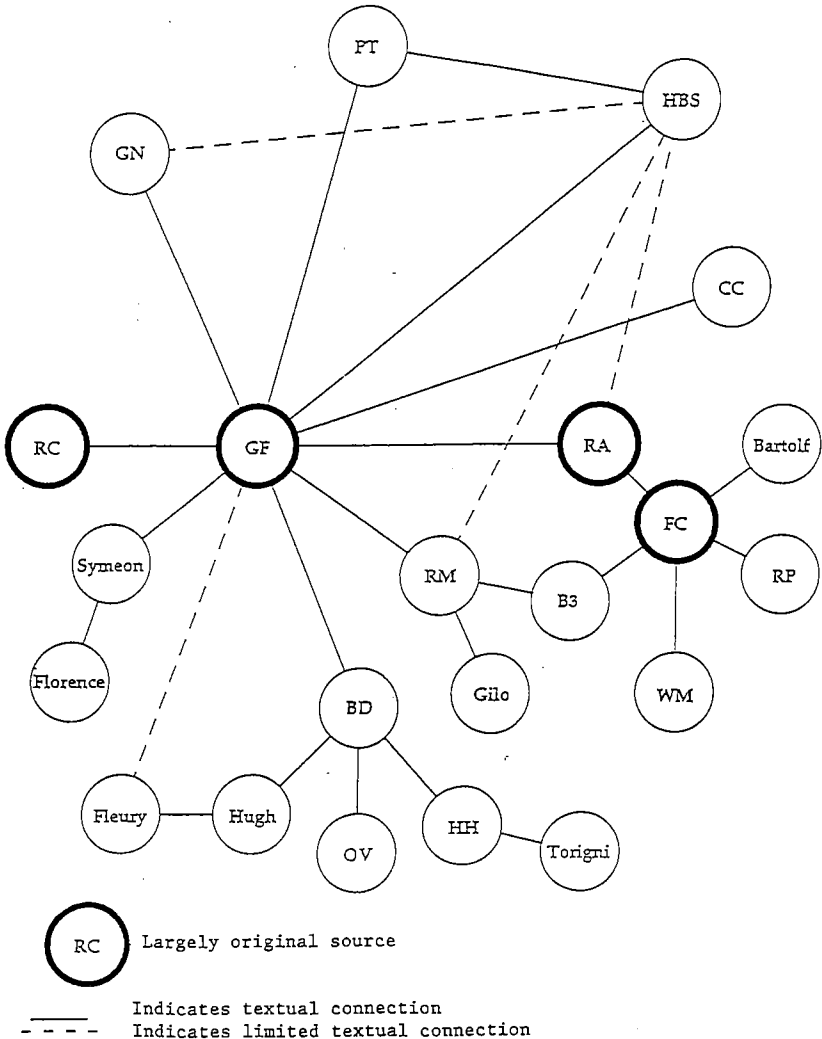 PT
HBS
GN
CC
RC
GF
RA
Bartolf
FC
Symeon
RM
B3
RP
Florence
Gilo
WM
BD
Fleury
Hugh
OV
HH
Torigni
RC Largely original source
Indicates textual connection
Indicates limited textual connection